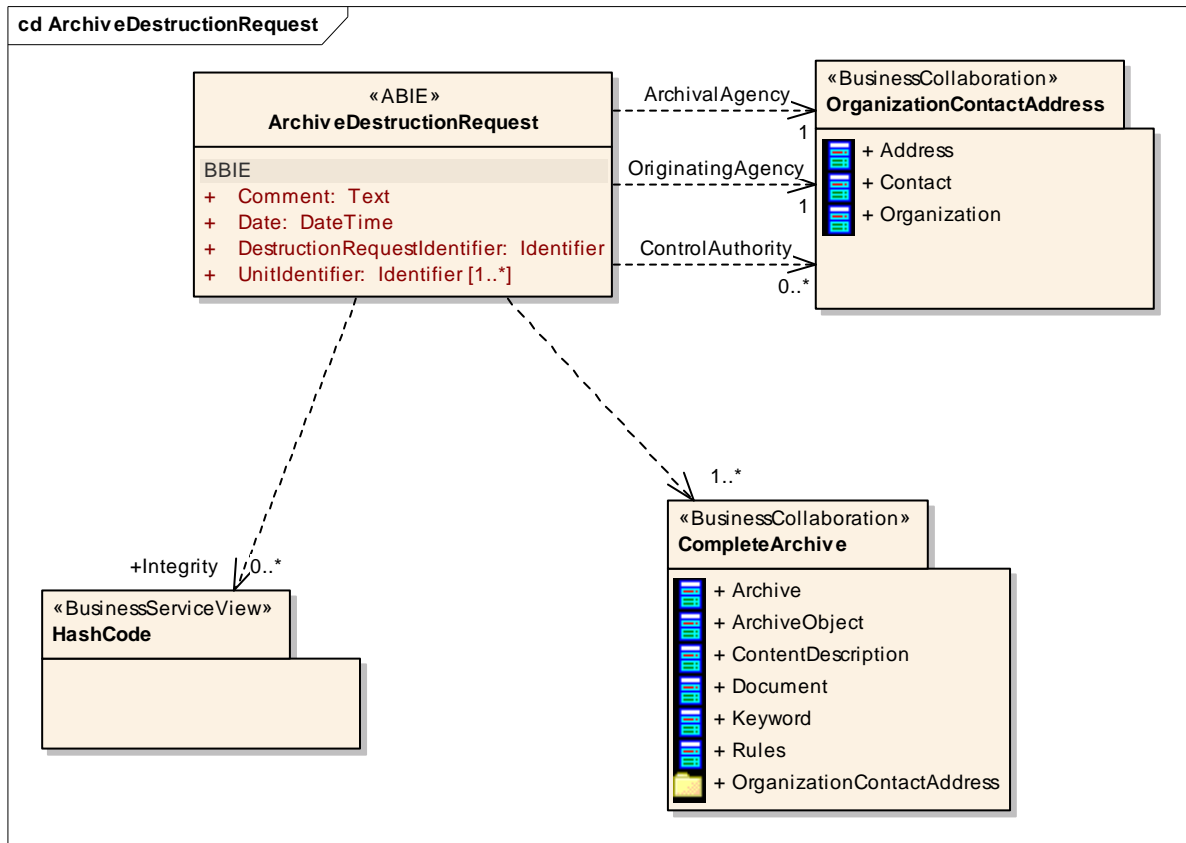 cd ArchiveDestructionRequest
«ABIE»
ArchiveDestructionRequest
BBIE
+ Comment: Text
+ Date: DateTime
+ DestructionRequestIdentifier: Identifier
+ UnitIdentifier: Identifier [1..*]
ArchivalAgency
1
OriginatingAgency
1
ControlAuthority
0..*
«BusinessCollaboration»
OrganizationContactAddress
+ Address
+ Contact
+ Organization
+Integrity
0..*
«BusinessServiceView»
HashCode
1..*
«BusinessCollaboration»
CompleteArchive
+ Archive
+ ArchiveObject
+ ContentDescription
+ Document
+ Keyword
+ Rules
+ OrganizationContactAddress